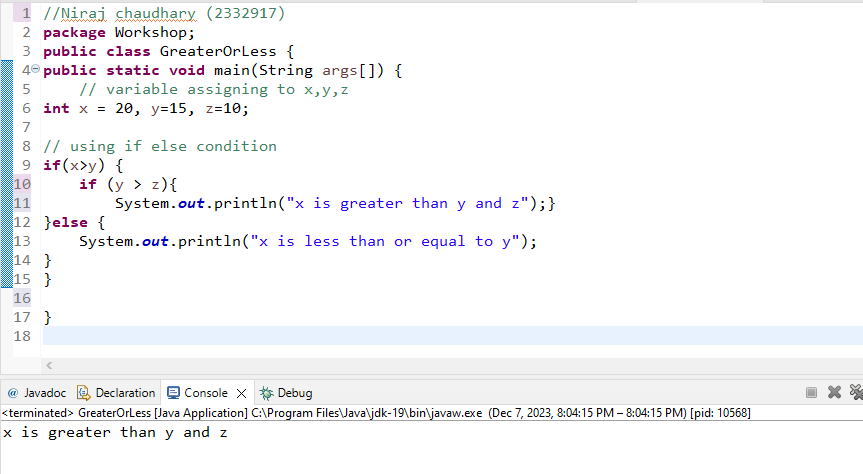 1 //Niraj chaudhary (2332917)
2 package Workshop;
3 public class GreaterOrLess {
4 public static void main(String args[]) {
5     // variable assigning to x,y,z
6 int x = 20, y=15, z=10;
7
8 // using if else condition
9 if(x>y) {
10     if (y > z){
11         System.out.println("x is greater than y and z");}
12 }else {
13     System.out.println("x is less than or equal to y");
14 }
15 }
16
17 }
18
@ Javadoc Declaration Console Debug
<terminated> GreaterOrLess [Java Application] C:\Program Files\Java\jdk-19\bin\javaw.exe (Dec 7, 2023, 8:04:15 PM – 8:04:15 PM) [pid: 10568]
x is greater than y and z